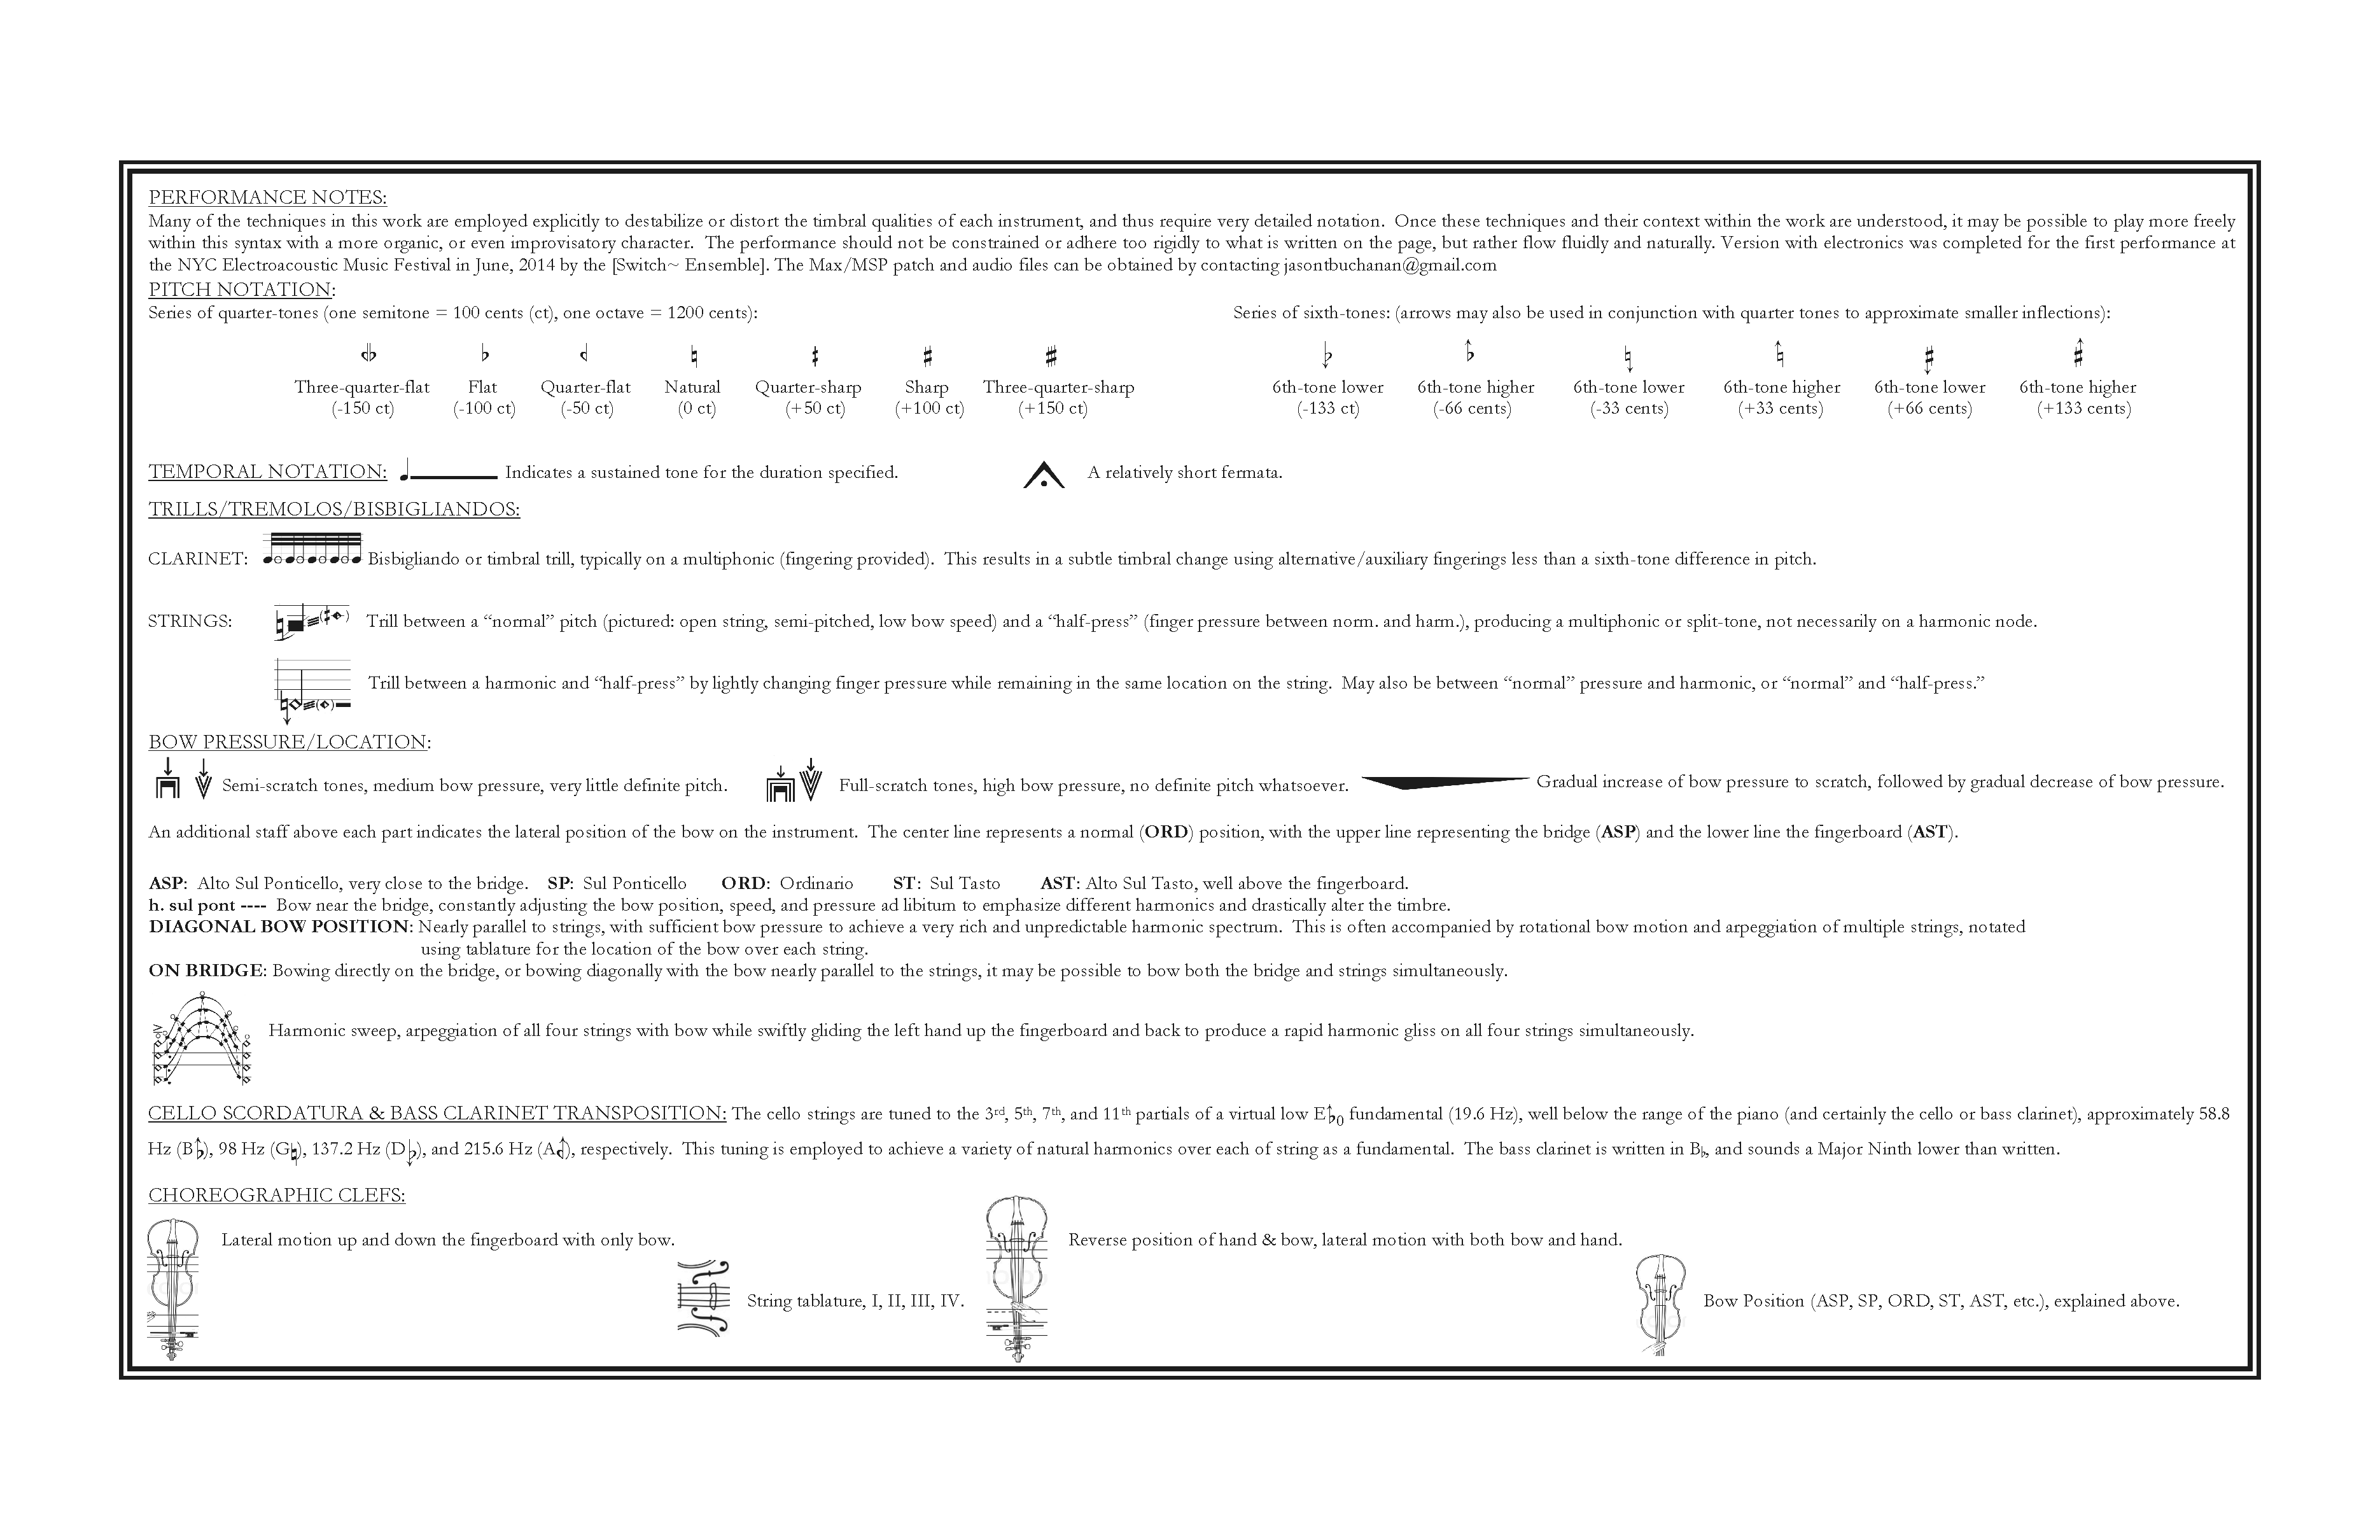 PERFORMANCE NOTES:
Many of the techniques in this work are employed explicitly to destabilize or distort the timbral qualities of each instrument, and thus require very detailed notation.  Once these techniques and their context within the work are understood, it may be possible to play more freely
within this syntax with a more organic, or even improvisatory character.  The performance should not be constrained or adhere too rigidly to what is written on the page, but rather flow fluidly and naturally. Version with electronics was completed for the first performance at
the NYC Electroacoustic Music Festival in June, 2014 by the [Switch~ Ensemble]. The Max/MSP patch and audio files can be obtained by contacting jasontbuchanan@gmail.com
PITCH NOTATION:
Series of quarter-tones (one semitone = 100 cents (ct), one octave = 1200 cents):
Three-quarter-flat Flat Quarter-flat Natural Quarter-sharp Sharp Three-quarter-sharp
(-150 ct) (-100 ct) (-50 ct) (0 ct) (+50 ct) (+100 ct) (+150 ct)
Series of sixth-tones: (arrows may also be used in conjunction with quarter tones to approximate smaller inflections):
6th-tone lower 6th-tone higher 6th-tone lower 6th-tone higher 6th-tone lower 6th-tone higher
(-133 ct) (-66 cents) (-33 cents) (+33 cents) (+66 cents) (+133 cents)
TEMPORAL NOTATION: Indicates a sustained tone for the duration specified. A relatively short fermata.
TRILLS/TREMOLOS/BISBIGLIANDOS:
CLARINET: Bisbigliando or timbral trill, typically on a multiphonic (fingering provided).  This results in a subtle timbral change using alternative/auxiliary fingerings less than a sixth-tone difference in pitch.
STRINGS: Trill between a “normal” pitch (pictured: open string, semi-pitched, low bow speed) and a “half-press” (finger pressure between norm. and harm.), producing a multiphonic or split-tone, not necessarily on a harmonic node.
Trill between a harmonic and “half-press” by lightly changing finger pressure while remaining in the same location on the string.  May also be between “normal” pressure and harmonic, or “normal” and “half-press.”
BOW PRESSURE/LOCATION:
Semi-scratch tones, medium bow pressure, very little definite pitch. Full-scratch tones, high bow pressure, no definite pitch whatsoever. Gradual increase of bow pressure to scratch, followed by gradual decrease of bow pressure.
An additional staff above each part indicates the lateral position of the bow on the instrument.  The center line represents a normal (ORD) position, with the upper line representing the bridge (ASP) and the lower line the fingerboard (AST).
ASP:  Alto Sul Ponticello, very close to the bridge. SP:  Sul Ponticello ORD:  Ordinario ST:  Sul Tasto AST: Alto Sul Tasto, well above the fingerboard.
h. sul pont ----  Bow near the bridge, constantly adjusting the bow position, speed, and pressure ad libitum to emphasize different harmonics and drastically alter the timbre.
DIAGONAL BOW POSITION: Nearly parallel to strings, with sufficient bow pressure to achieve a very rich and unpredictable harmonic spectrum.  This is often accompanied by rotational bow motion and arpeggiation of multiple strings, notated
using tablature for the location of the bow over each string.
ON BRIDGE: Bowing directly on the bridge, or bowing diagonally with the bow nearly parallel to the strings, it may be possible to bow both the bridge and strings simultaneously.
IV
Harmonic sweep, arpeggiation of all four strings with bow while swiftly gliding the left hand up the fingerboard and back to produce a rapid harmonic gliss on all four strings simultaneously.
CELLO SCORDATURA & BASS CLARINET TRANSPOSITION: The cello strings are tuned to the 3rd, 5th, 7th, and 11th partials of a virtual low E♭0 fundamental (19.6 Hz), well below the range of the piano (and certainly the cello or bass clarinet), approximately 58.8
Hz (B♭), 98 Hz (G♮), 137.2 Hz (D♭), and 215.6 Hz (A), respectively.  This tuning is employed to achieve a variety of natural harmonics over each of string as a fundamental.  The bass clarinet is written in B♭, and sounds a Major Ninth lower than written.
CHOREOGRAPHIC CLEFS:
Lateral motion up and down the fingerboard with only bow.
Reverse position of hand & bow, lateral motion with both bow and hand.
String tablature, I, II, III, IV.
Bow Position (ASP, SP, ORD, ST, AST, etc.), explained above.